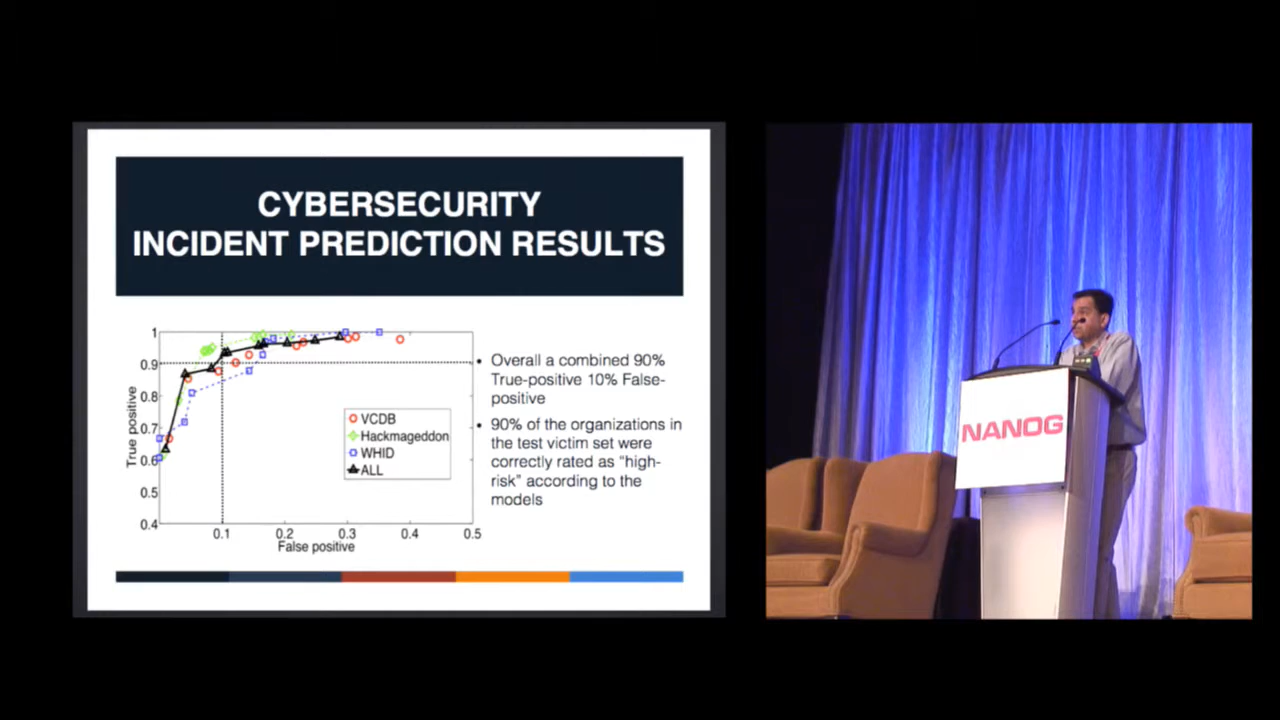 CYBERSECURITY
INCIDENT PREDICTION RESULTS
1
0.9
0.8
0.7
0.6
0.5
0.4
True positive
0.1
0.2
0.3
0.4
0.5
False positive
VCDB
Hackmageddon
WHID
ALL
• Overall a combined 90%
True-positive 10% False-
positive
• 90% of the organizations in
the test victim set were
correctly rated as “high-
risk” according to the
models
NANOG